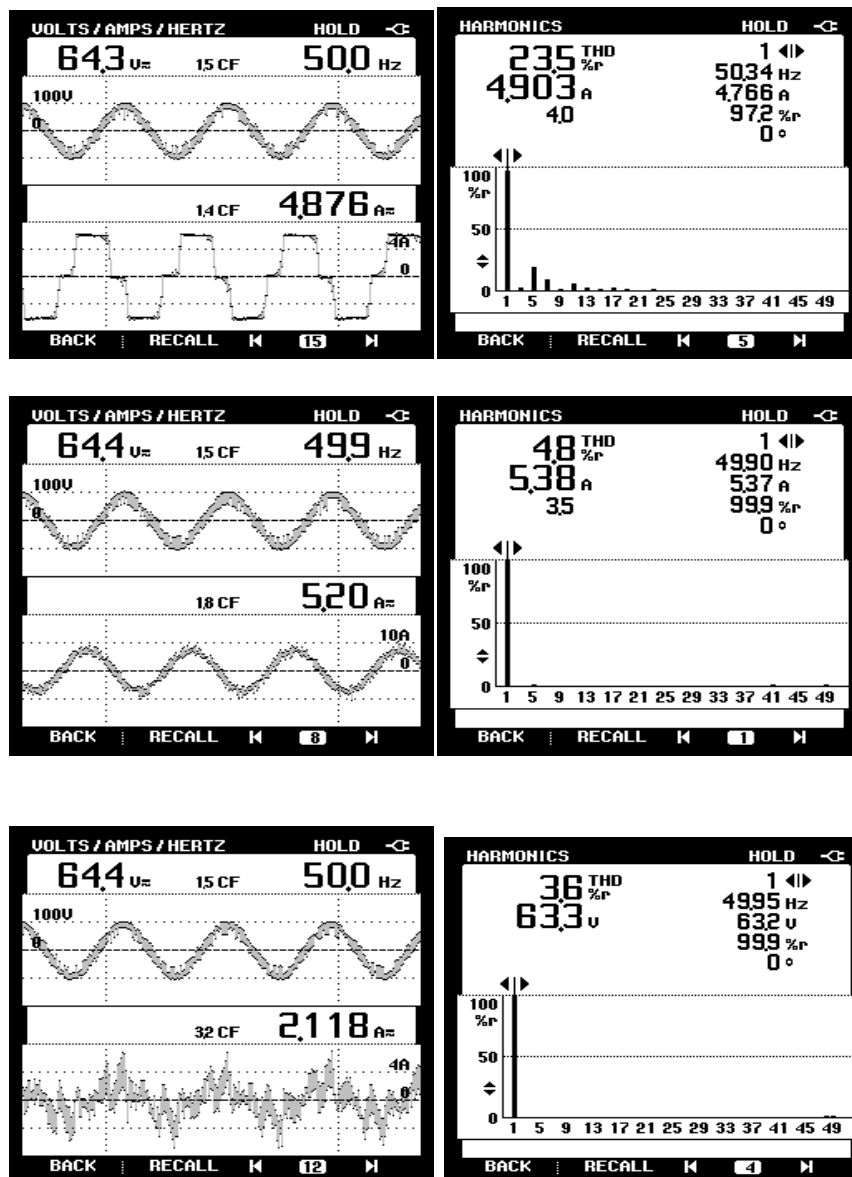 VOLTS / AMPS / HERTZ HOLD
64.3 V≂ 1.5 CF 50.0 Hz
100V
0
1.4 CF 4.876 A≂
4A
0
BACK RECALL 15
HARMONICS HOLD
23.5 THD %r 1
4.903 A 50.34 Hz
4.0 4.766 A
97.2 %r
0 °
100
%r
50
0
1 5 9 13 17 21 25 29 33 37 41 45 49
BACK RECALL 5
VOLTS / AMPS / HERTZ HOLD
64.4 V≂ 1.5 CF 49.9 Hz
100V
0
1.8 CF 5.20 A≂
10A
0
BACK RECALL 8
HARMONICS HOLD
4.8 THD %r 1
5.38 A 49.90 Hz
3.5 5.37 A
99.9 %r
0 °
100
%r
50
0
1 5 9 13 17 21 25 29 33 37 41 45 49
BACK RECALL 1
VOLTS / AMPS / HERTZ HOLD
64.4 V≂ 1.5 CF 50.0 Hz
100V
0
3.2 CF 2.118 A≂
4A
0
BACK RECALL 12
HARMONICS HOLD
3.6 THD %r 1
63.3 V 49.95 Hz
63.2 V
99.9 %r
0 °
100
%r
50
0
1 5 9 13 17 21 25 29 33 37 41 45 49
BACK RECALL 4